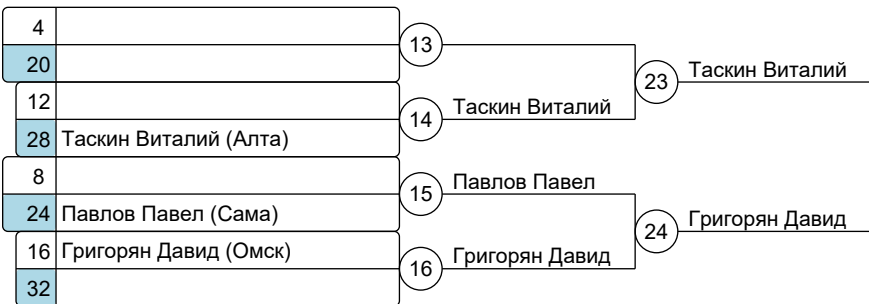 4
13
20
23 Таскин Виталий
12
14 Таскин Виталий
28 Таскин Виталий (Алта)
8
15 Павлов Павел
24 Павлов Павел (Сама)
24 Григорян Давид
16 Григорян Давид (Омск)
16 Григорян Давид
32